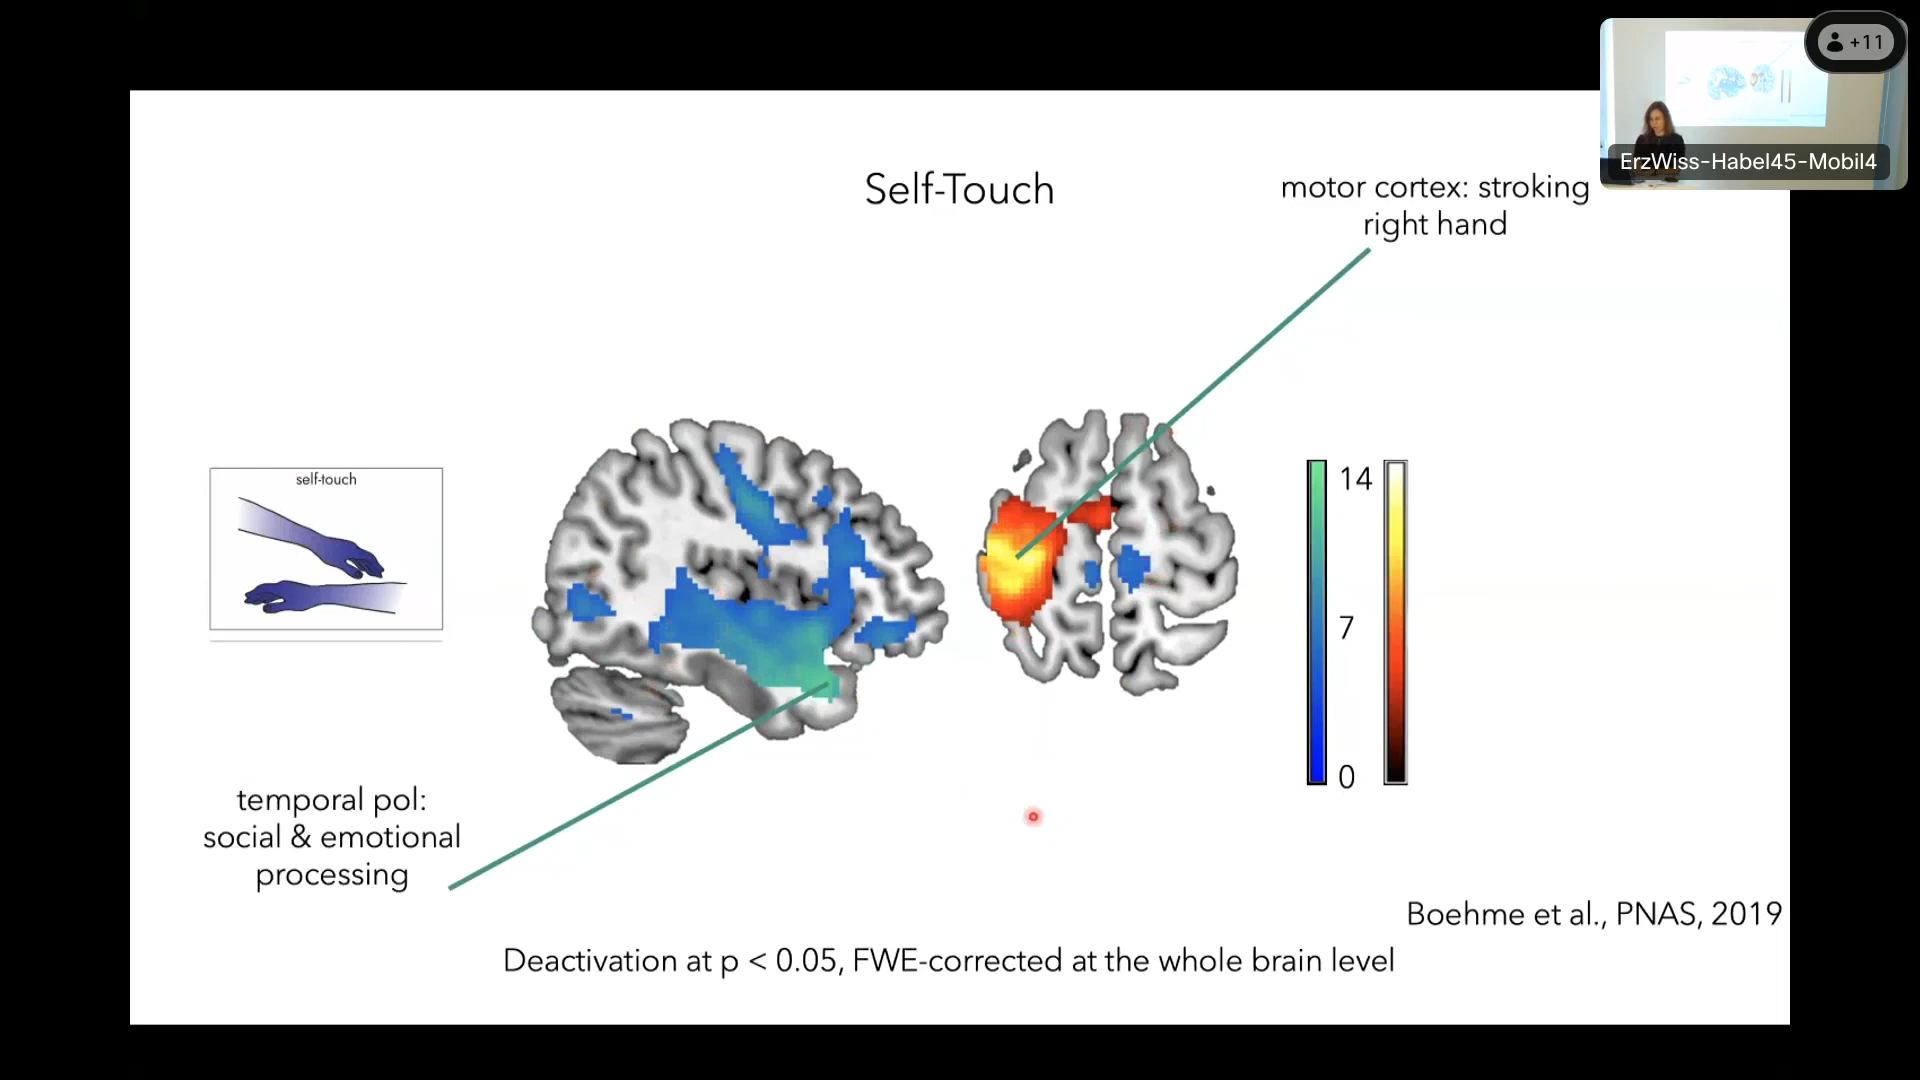 +11
ErzWiss-Habel45-Mobil4
Self-Touch
motor cortex: stroking
right hand
self-touch
14
7
0
temporal pol:
social & emotional
processing
Boehme et al., PNAS, 2019
Deactivation at p < 0.05, FWE-corrected at the whole brain level